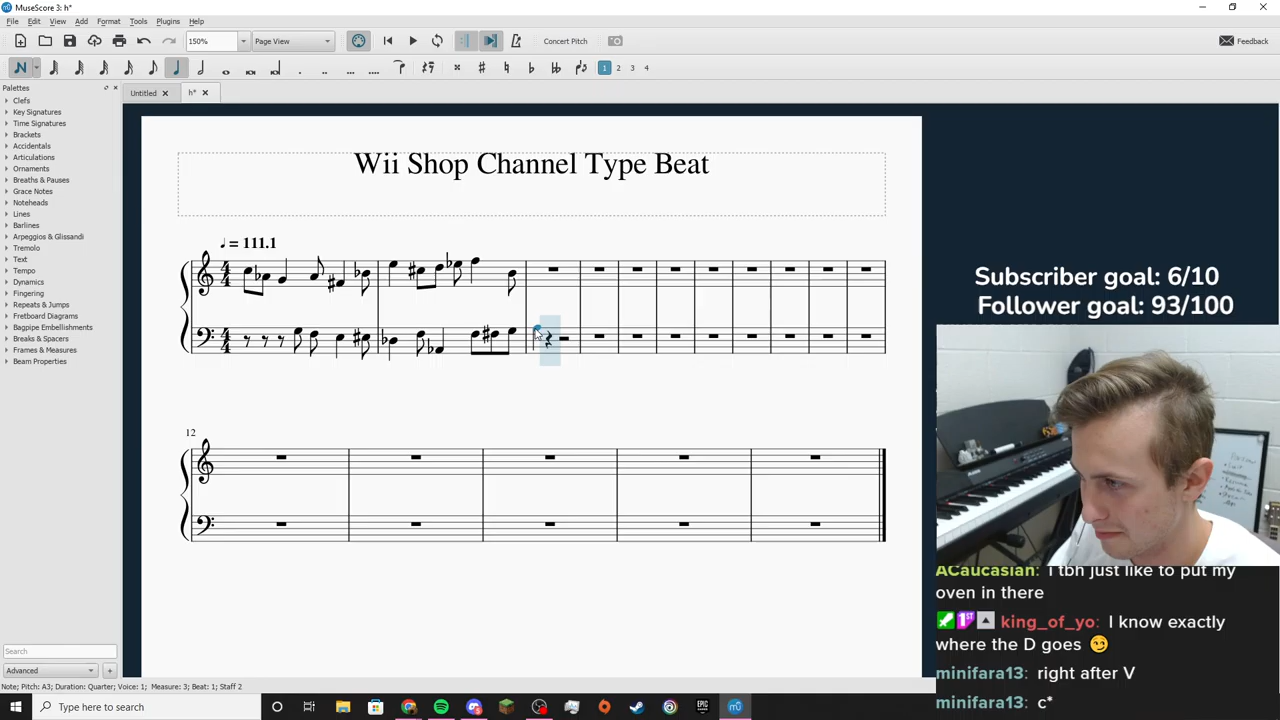 MuseScore 3: h*
File Edit View Add Format Tools Plugins Help
150% Page View Concert Pitch Feedback
1 2 3 4
Palettes
Untitled h*
Clefs
Key Signatures
Time Signatures
Brackets
Accidentals
Articulations
Ornaments
Breaths & Pauses
Grace Notes
Noteheads
Lines
Barlines
Arpeggios & Glissandi
Tremolo
Text
Tempo
Dynamics
Fingering
Repeats & Jumps
Fretboard Diagrams
Bagpipe Embellishments
Breaks & Spacers
Frames & Measures
Beam Properties
Search
Advanced
Wii Shop Channel Type Beat
♩ = 111.1
12
Subscriber goal: 6/10
Follower goal: 93/100
ACaucasian: I tbh just like to put my
oven in there
king_of_yo: I know exactly
where the D goes 😏
minifara13: right after V
minifara13: c*
Note; Pitch: A3; Duration: Quarter; Voice: 1; Measure: 3; Beat: 1; Staff 2
Type here to search